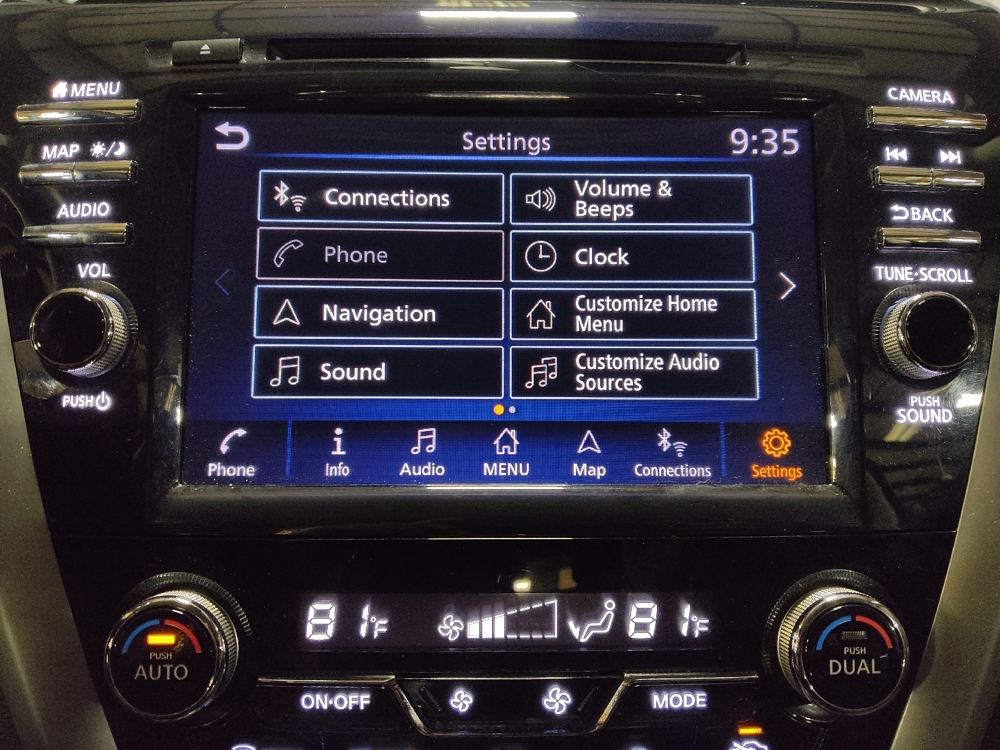 MENU
MAP
AUDIO
VOL
PUSH
CAMERA
BACK
TUNE·SCROLL
PUSH
SOUND
Settings
9:35
Connections
Volume &
Beeps
Phone
Clock
Navigation
Customize Home
Menu
Sound
Customize Audio
Sources
Phone
Info
Audio
MENU
Map
Connections
Settings
81°F
81°F
PUSH
AUTO
PUSH
DUAL
ON·OFF
MODE